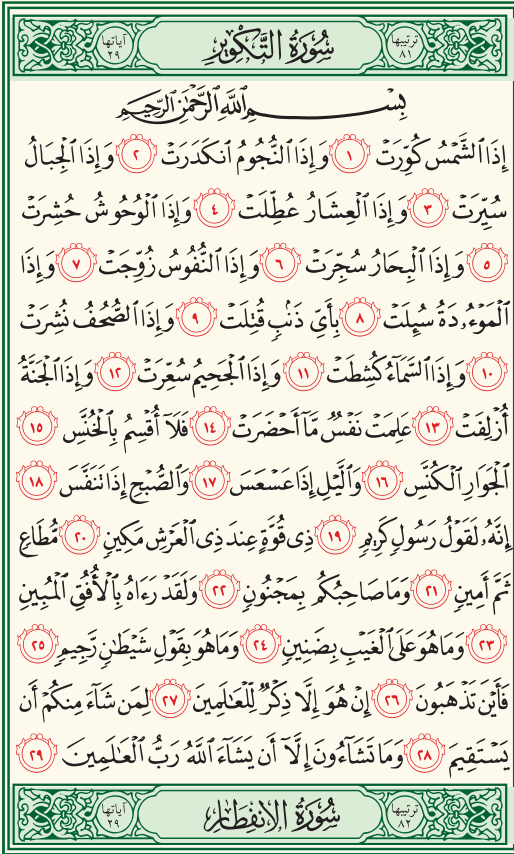 ترتيبها ٨١ سُورَةُ التَّكْوِيرِ آياتها ٢٩
بِسْمِ ٱللَّهِ ٱلرَّحْمَٰنِ ٱلرَّحِيمِ
إِذَا ٱلشَّمْسُ كُوِّرَتْ ١ وَإِذَا ٱلنُّجُومُ ٱنكَدَرَتْ ٢ وَإِذَا ٱلْجِبَالُ
سُيِّرَتْ ٣ وَإِذَا ٱلْعِشَارُ عُطِّلَتْ ٤ وَإِذَا ٱلْوُحُوشُ حُشِرَتْ
٥ وَإِذَا ٱلْبِحَارُ سُجِّرَتْ ٦ وَإِذَا ٱلنُّفُوسُ زُوِّجَتْ ٧ وَإِذَا
ٱلْمَوْءُۥدَةُ سُئِلَتْ ٨ بِأَىِّ ذَنۢبٍ قُتِلَتْ ٩ وَإِذَا ٱلصُّحُفُ نُشِرَتْ
١٠ وَإِذَا ٱلسَّمَآءُ كُشِطَتْ ١١ وَإِذَا ٱلْجَحِيمُ سُعِّرَتْ ١٢ وَإِذَا ٱلْجَنَّةُ
أُزْلِفَتْ ١٣ عَلِمَتْ نَفْسٌ مَّآ أَحْضَرَتْ ١٤ فَلَآ أُقْسِمُ بِٱلْخُنَّسِ ١٥
ٱلْجَوَارِ ٱلْكُنَّسِ ١٦ وَٱلَّيْلِ إِذَا عَسْعَسَ ١٧ وَٱلصُّبْحِ إِذَا تَنَفَّسَ ١٨
إِنَّهُۥ لَقَوْلُ رَسُولٍ كَرِيمٍ ١٩ ذِى قُوَّةٍ عِندَ ذِى ٱلْعَرْشِ مَكِينٍ ٢٠ مُّطَاعٍ
ثَمَّ أَمِينٍ ٢١ وَمَا صَاحِبُكُم بِمَجْنُونٍ ٢٢ وَلَقَدْ رَءَاهُ بِٱلْأُفُقِ ٱلْمُبِينِ
٢٣ وَمَا هُوَ عَلَى ٱلْغَيْبِ بِضَنِينٍ ٢٤ وَمَا هُوَ بِقَوْلِ شَيْطَٰنٍ رَّجِيمٍ ٢٥
فَأَيْنَ تَذْهَبُونَ ٢٦ إِنْ هُوَ إِلَّا ذِكْرٌ لِّلْعَٰلَمِينَ ٢٧ لِمَن شَآءَ مِنكُمْ أَن
يَسْتَقِيمَ ٢٨ وَمَا تَشَآءُونَ إِلَّآ أَن يَشَآءَ ٱللَّهُ رَبُّ ٱلْعَٰلَمِينَ ٢٩
ترتيبها ٨٢ سُورَةُ الانفِطَارِ آياتها ٢٩